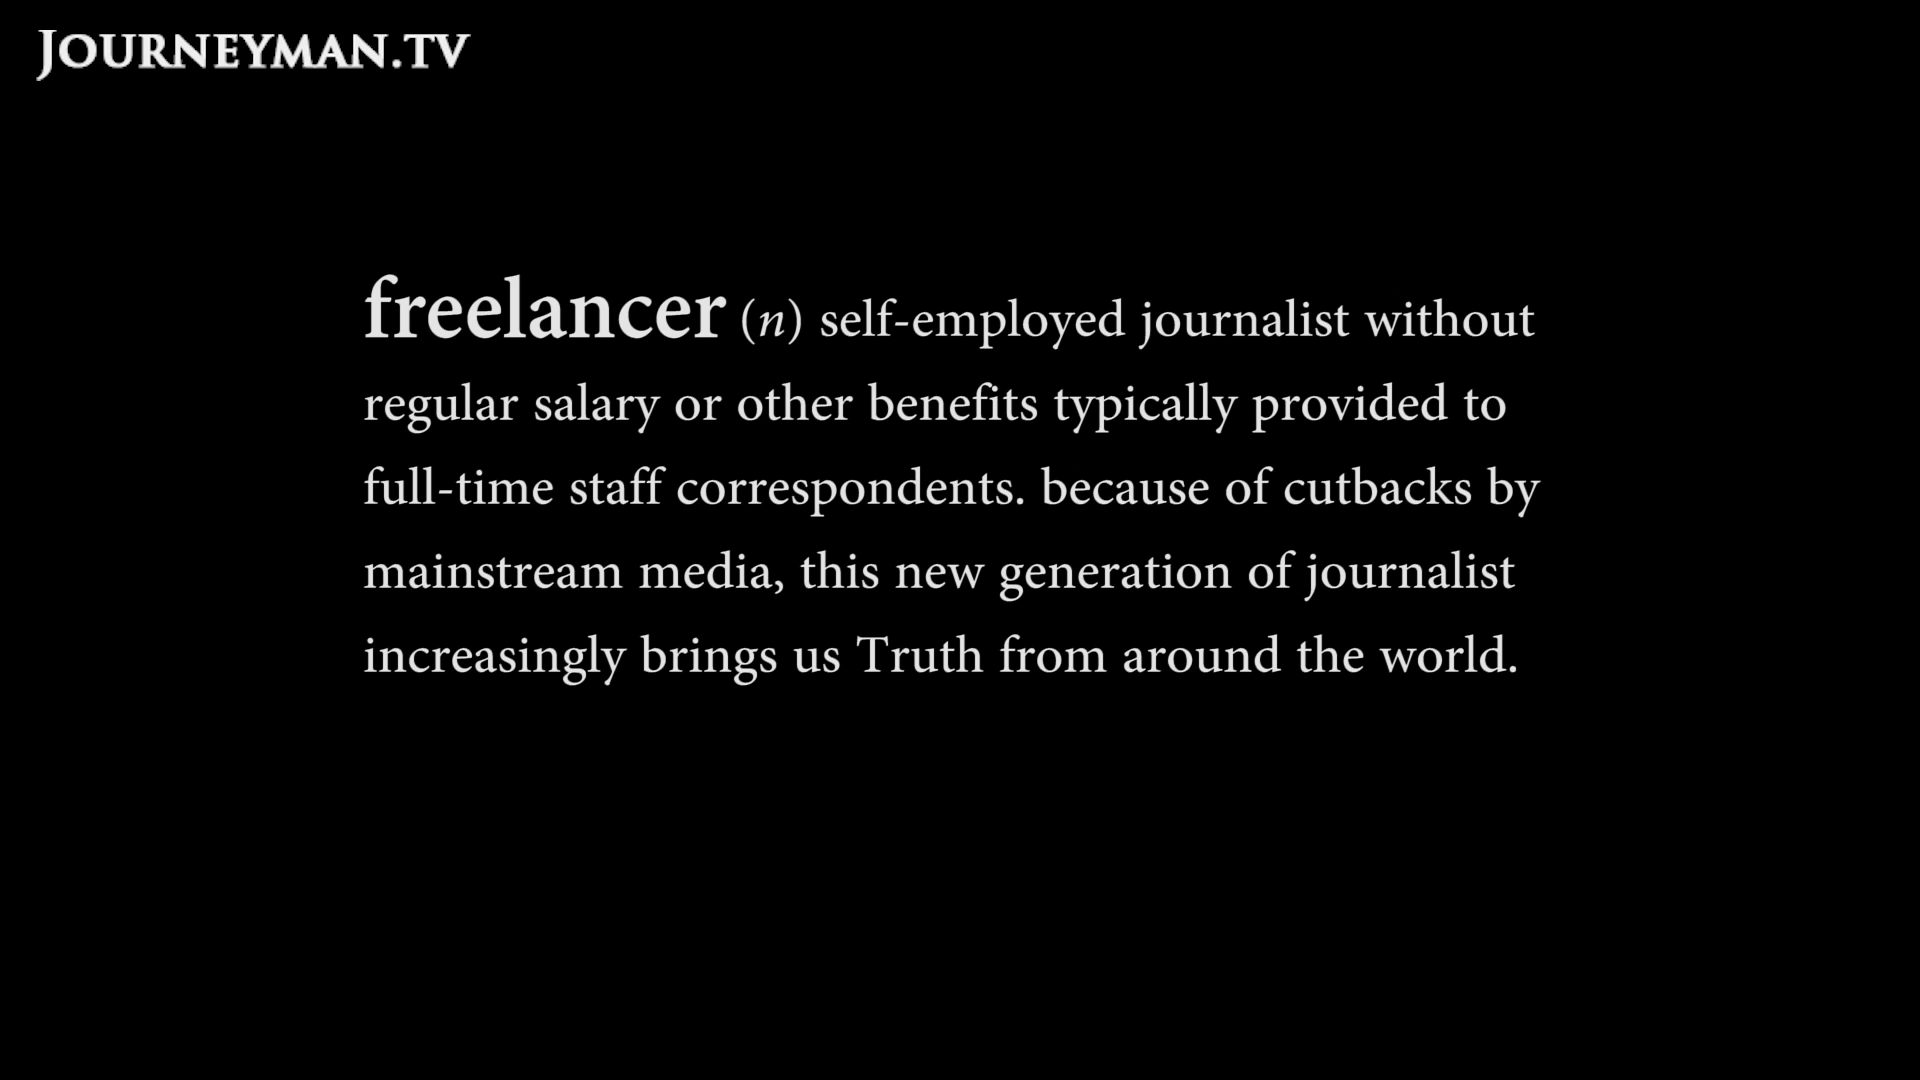 JOURNEYMAN.TV
freelancer (n) self-employed journalist without
regular salary or other benefits typically provided to
full-time staff correspondents. because of cutbacks by
mainstream media, this new generation of journalist
increasingly brings us Truth from around the world.